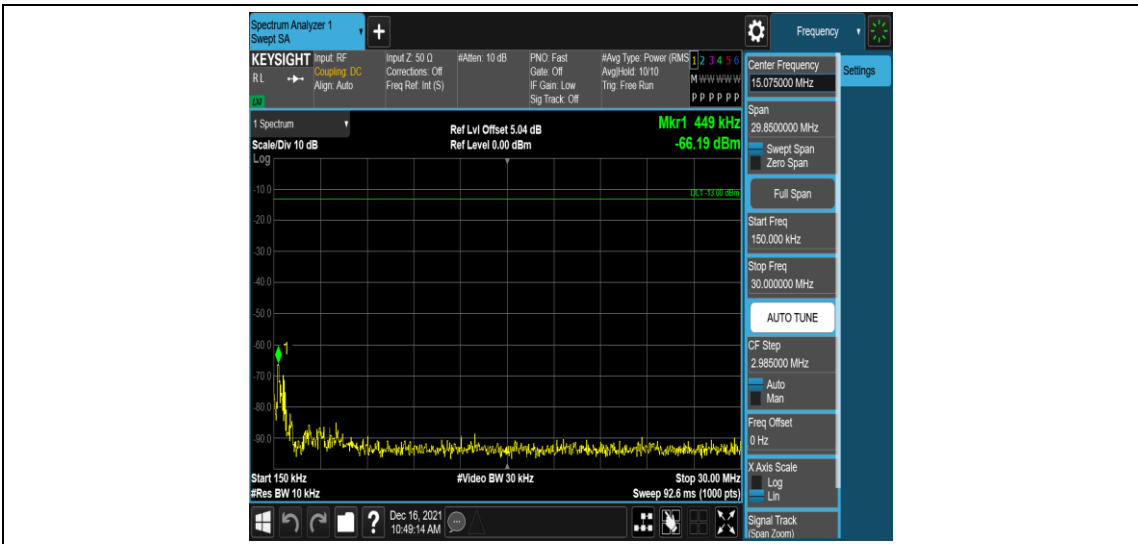 Spectrum Analyzer 1
Swept SA
+
Frequency
KEYSIGHT
RL
LXI
Input: RF
Coupling: DC
Align: Auto
Input Z: 50 Ω
Corrections: Off
Freq Ref: Int (S)
#Atten: 10 dB
PNO: Fast
Gate: Off
IF Gain: Low
Sig Track: Off
#Avg Type: Power (RMS
Avg|Hold: 10/10
Trig: Free Run
1 2 3 4 5 6
M W W W W W
P P P P P P
1 Spectrum
Scale/Div 10 dB
Log
Ref Lvl Offset 5.04 dB
Ref Level 0.00 dBm
Mkr1 449 kHz
-66.19 dBm
DL1 -13.00 dBm
-10.0
-20.0
-30.0
-40.0
-50.0
-60.0
1
-70.0
-80.0
-90.0
Start 150 kHz
#Res BW 10 kHz
#Video BW 30 kHz
Stop 30.00 MHz
Sweep 92.6 ms (1000 pts)
?
Dec 16, 2021
10:49:14 AM
Center Frequency
15.075000 MHz
Settings
Span
29.8500000 MHz
Swept Span
Zero Span
Full Span
Start Freq
150.000 kHz
Stop Freq
30.000000 MHz
AUTO TUNE
CF Step
2.985000 MHz
Auto
Man
Freq Offset
0 Hz
X Axis Scale
Log
Lin
Signal Track
(Span Zoom)